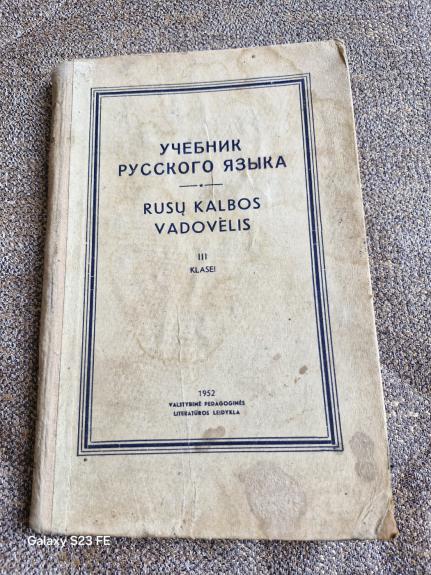 УЧЕБНИК
РУССКОГО ЯЗЫКА
RUSŲ KALBOS
VADOVĖLIS
III
KLASEI
1952
VALSTYBINĖ PEDAGOGINĖS
LITERATŪROS LEIDYKLA
Galaxy S23 FE